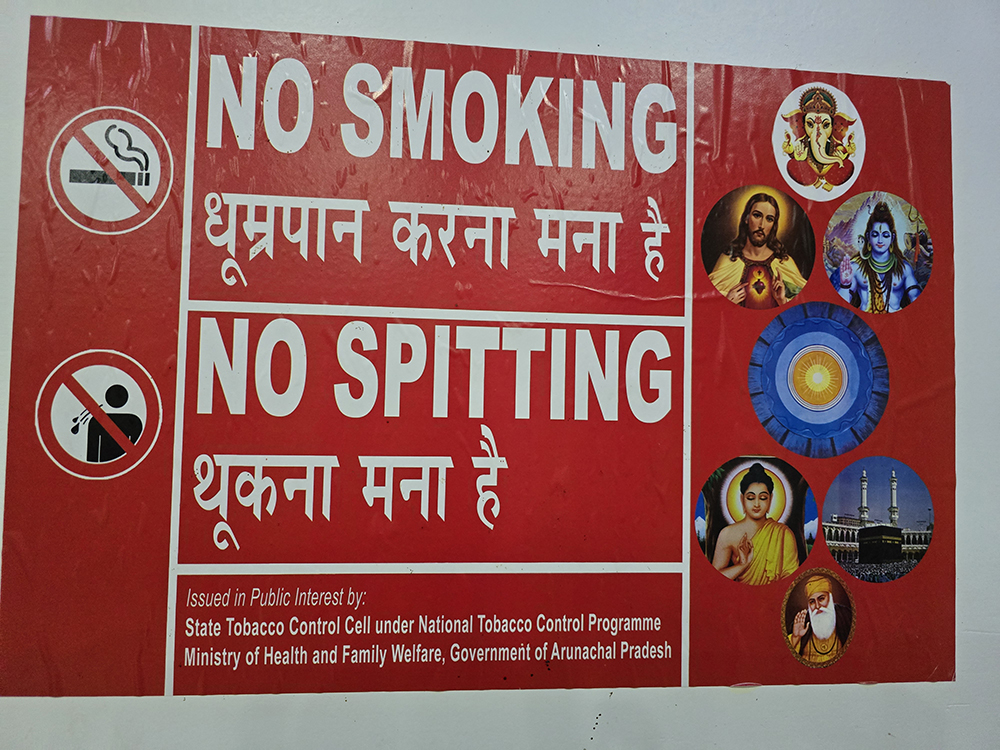 NO SMOKING
धूम्रपान करना मना है
NO SPITTING
थूकना मना है
Issued in Public Interest by:
State Tobacco Control Cell under National Tobacco Control Programme
Ministry of Health and Family Welfare, Government of Arunachal Pradesh